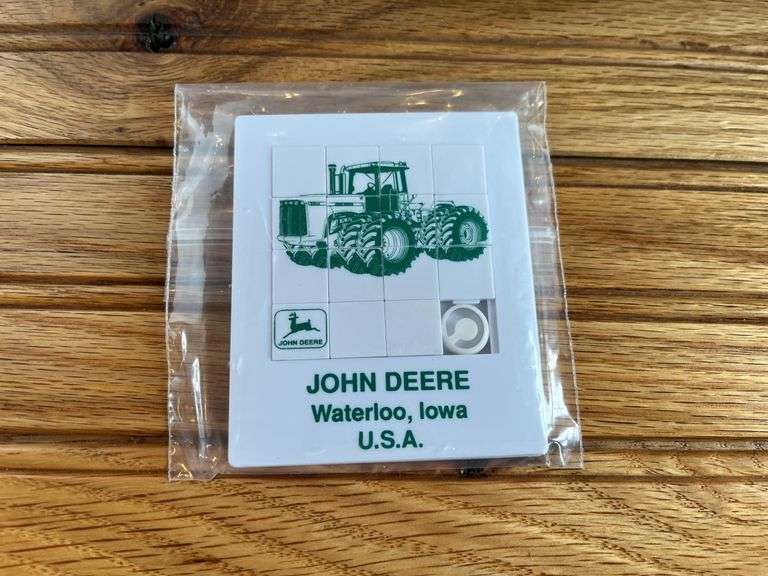 JOHN DEERE
JOHN DEERE
Waterloo, Iowa
U.S.A.